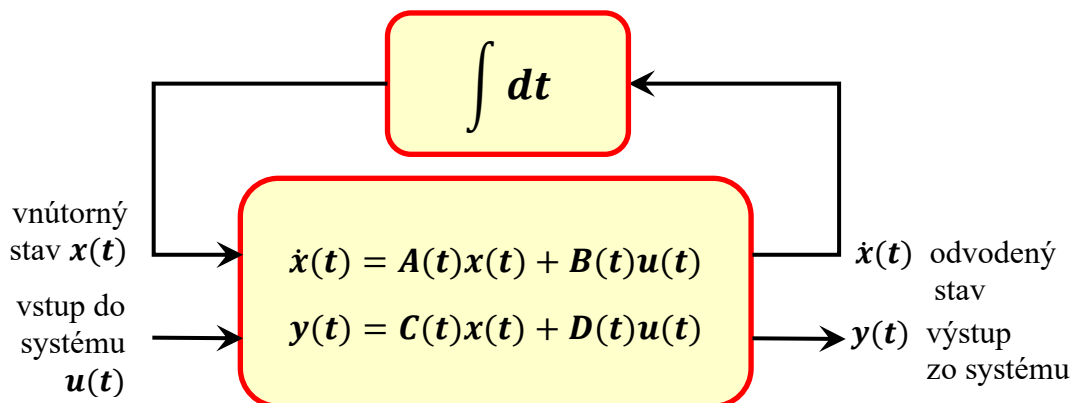 ∫ dt
vnútorný
stav x(t)
vstup do
systému
u(t)
ẋ(t) = A(t)x(t) + B(t)u(t)
y(t) = C(t)x(t) + D(t)u(t)
ẋ(t) odvodený
stav
y(t) výstup
zo systému